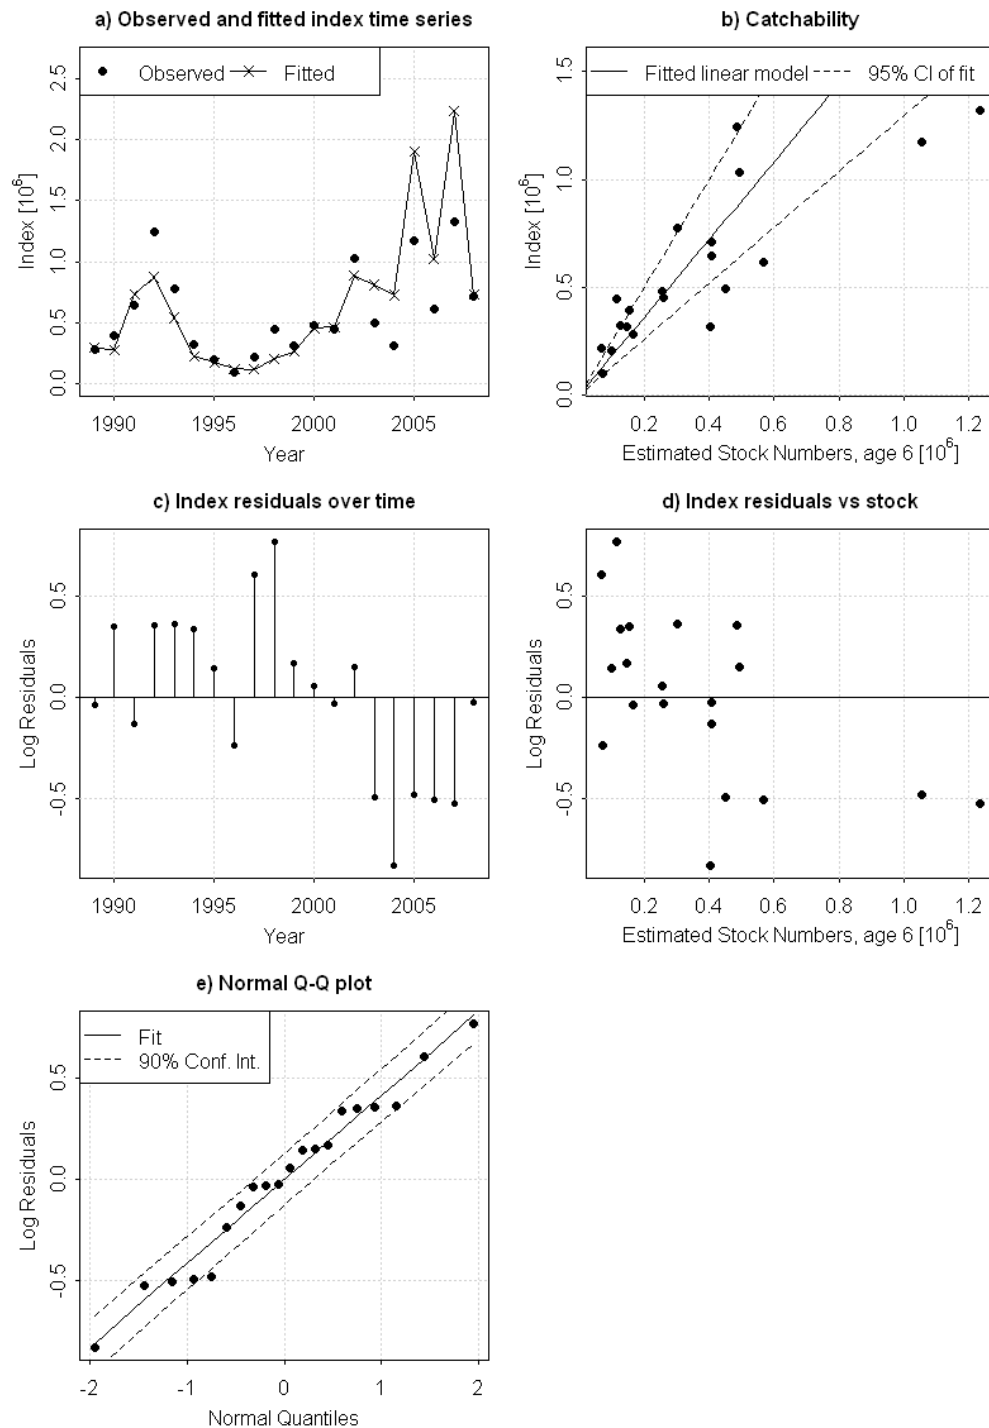 a) Observed and fitted index time series
Observed
Fitted
Index [10^6]
0.0 0.5 1.0 1.5 2.0 2.5
1990 1995 2000 2005
Year
b) Catchability
Fitted linear model
95% CI of fit
Index [10^6]
0.0 0.5 1.0 1.5
0.2 0.4 0.6 0.8 1.0 1.2
Estimated Stock Numbers, age 6 [10^6]
c) Index residuals over time
Log Residuals
-0.5 0.0 0.5
1990 1995 2000 2005
Year
d) Index residuals vs stock
Log Residuals
-0.5 0.0 0.5
0.2 0.4 0.6 0.8 1.0 1.2
Estimated Stock Numbers, age 6 [10^6]
e) Normal Q-Q plot
Fit
90% Conf. Int.
Log Residuals
-0.5 0.0 0.5
-2 -1 0 1 2
Normal Quantiles